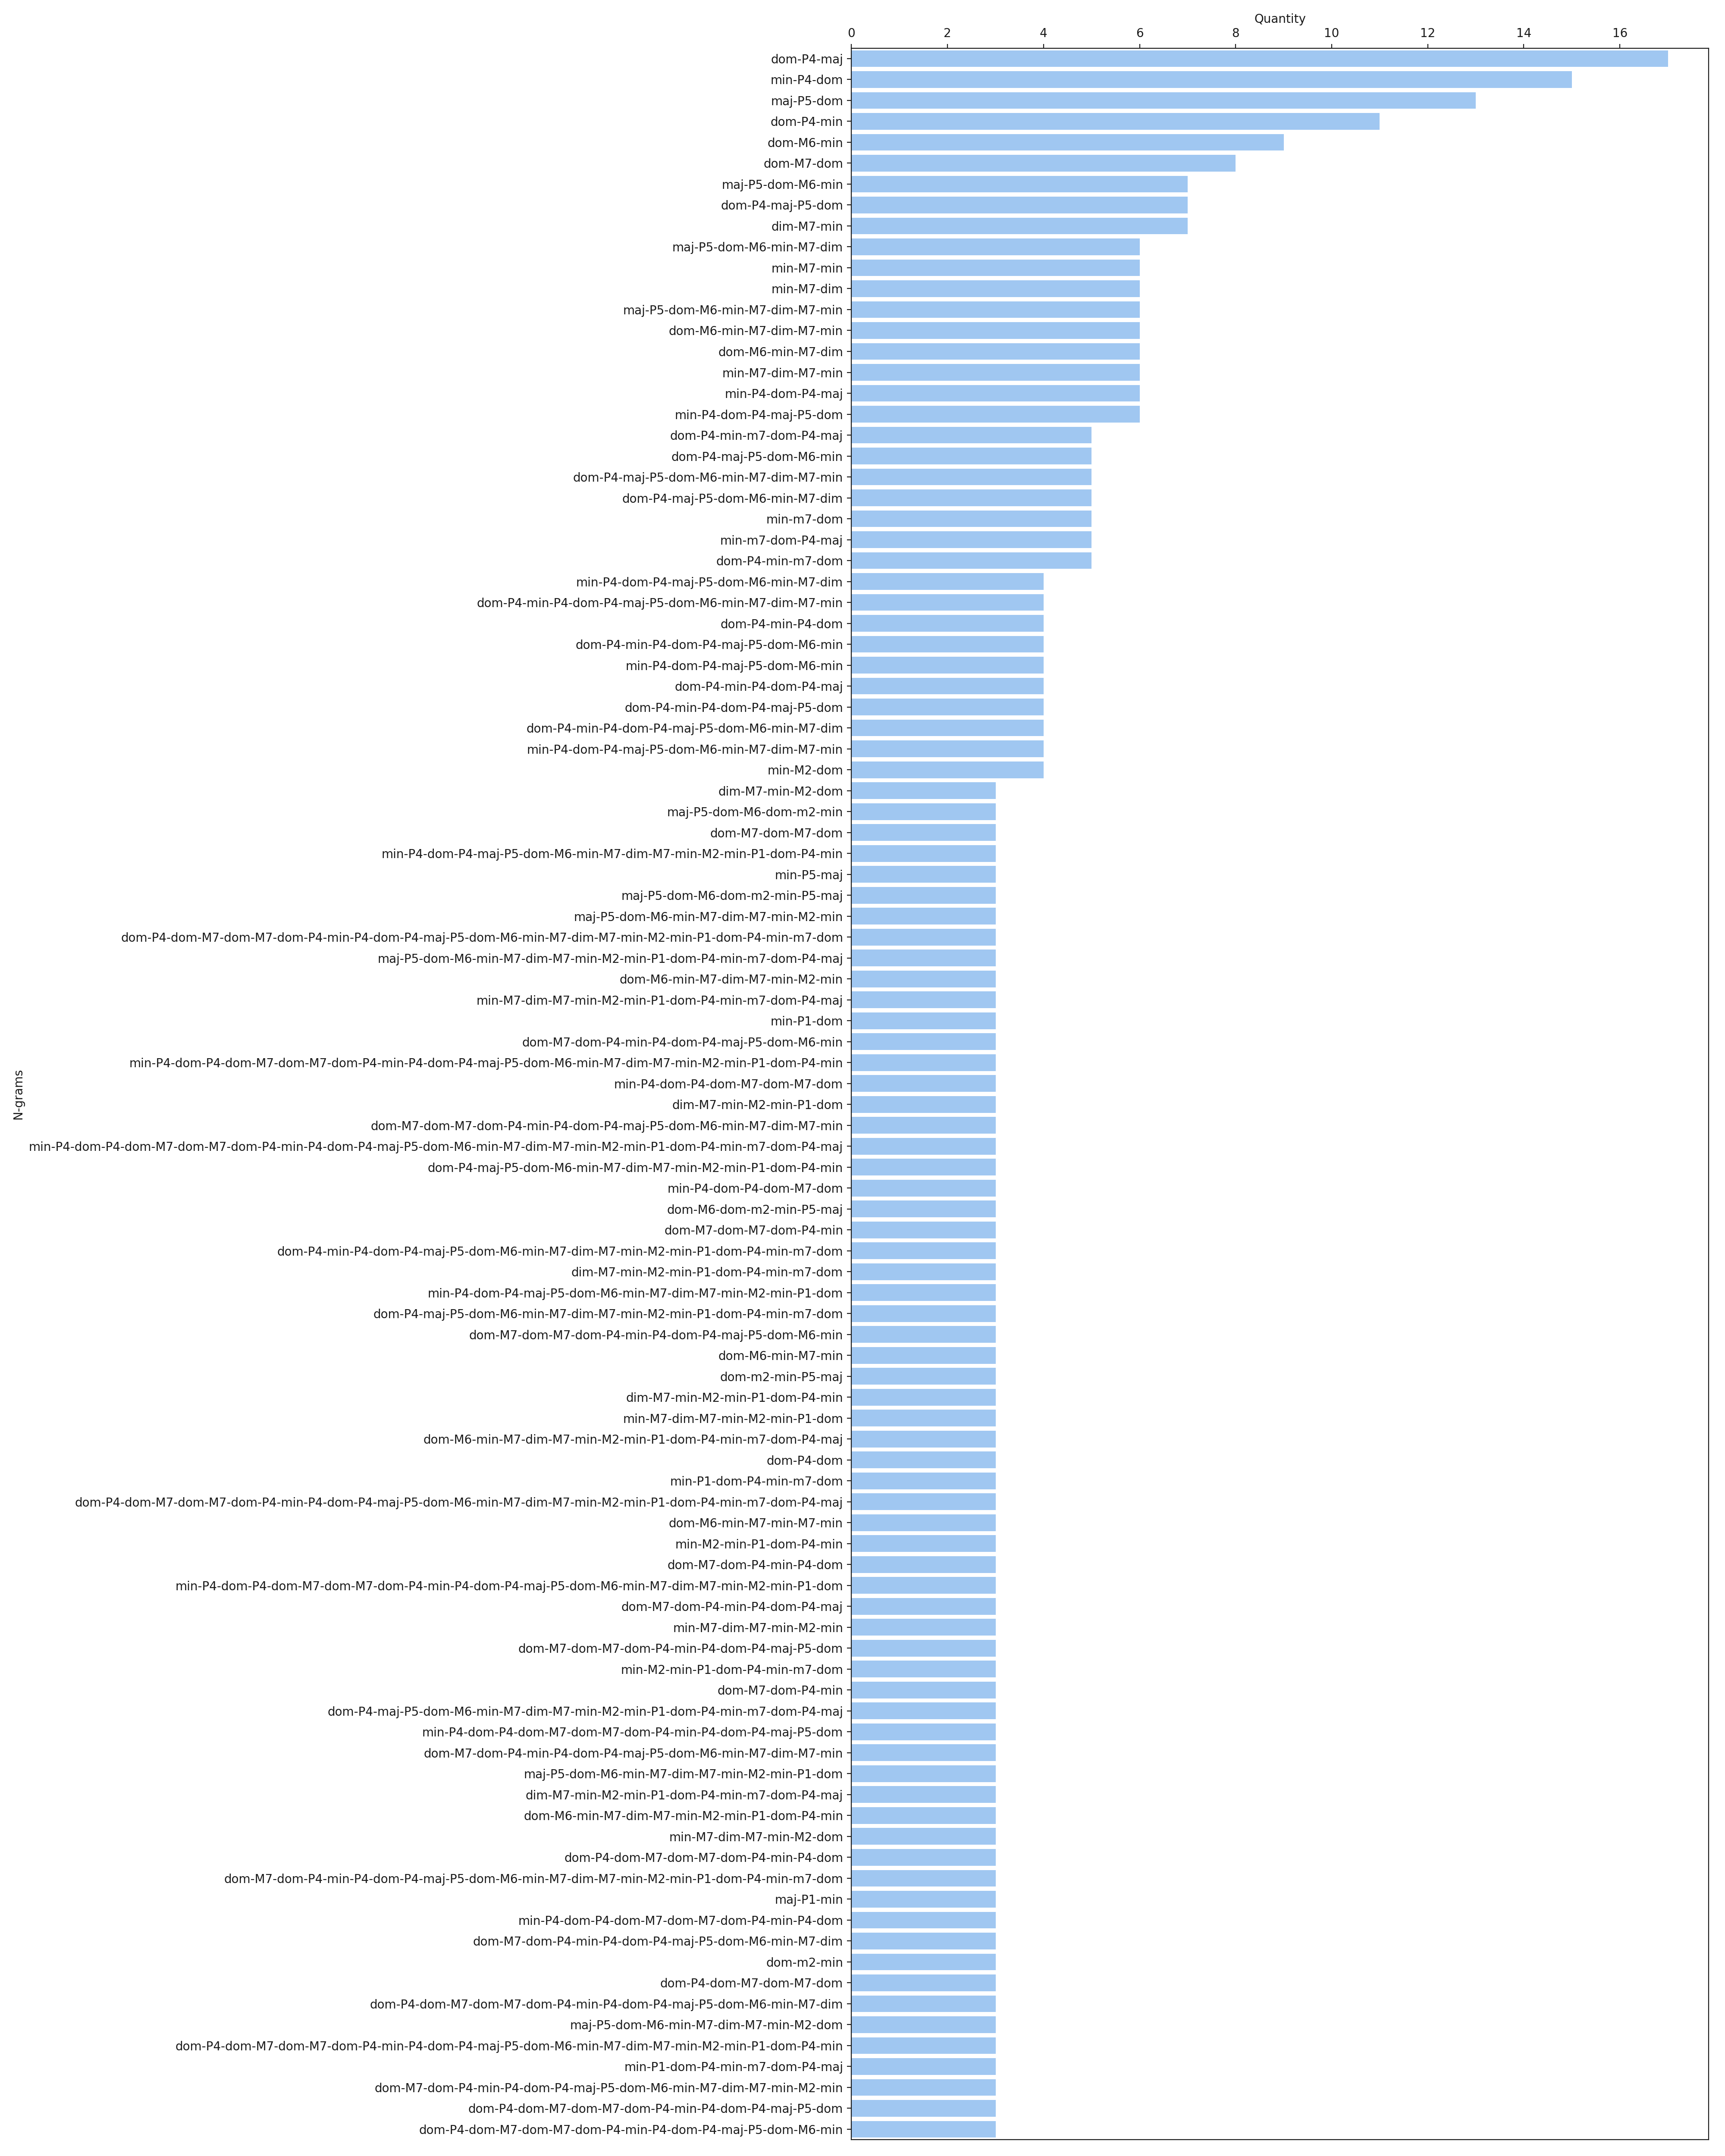 Quantity
0 2 4 6 8 10 12 14 16
dom-P4-maj
min-P4-dom
maj-P5-dom
dom-P4-min
dom-M6-min
dom-M7-dom
maj-P5-dom-M6-min
dom-P4-maj-P5-dom
dim-M7-min
maj-P5-dom-M6-min-M7-dim
min-M7-min
min-M7-dim
maj-P5-dom-M6-min-M7-dim-M7-min
dom-M6-min-M7-dim-M7-min
dom-M6-min-M7-dim
min-M7-dim-M7-min
min-P4-dom-P4-maj
min-P4-dom-P4-maj-P5-dom
dom-P4-min-m7-dom-P4-maj
dom-P4-maj-P5-dom-M6-min
dom-P4-maj-P5-dom-M6-min-M7-dim-M7-min
dom-P4-maj-P5-dom-M6-min-M7-dim
min-m7-dom
min-m7-dom-P4-maj
dom-P4-min-m7-dom
min-P4-dom-P4-maj-P5-dom-M6-min-M7-dim
dom-P4-min-P4-dom-P4-maj-P5-dom-M6-min-M7-dim-M7-min
dom-P4-min-P4-dom
dom-P4-min-P4-dom-P4-maj-P5-dom-M6-min
min-P4-dom-P4-maj-P5-dom-M6-min
dom-P4-min-P4-dom-P4-maj
dom-P4-min-P4-dom-P4-maj-P5-dom
dom-P4-min-P4-dom-P4-maj-P5-dom-M6-min-M7-dim
min-P4-dom-P4-maj-P5-dom-M6-min-M7-dim-M7-min
min-M2-dom
dim-M7-min-M2-dom
maj-P5-dom-M6-dom-m2-min
dom-M7-dom-M7-dom
min-P4-dom-P4-maj-P5-dom-M6-min-M7-dim-M7-min-M2-min-P1-dom-P4-min
min-P5-maj
maj-P5-dom-M6-dom-m2-min-P5-maj
maj-P5-dom-M6-min-M7-dim-M7-min-M2-min
dom-P4-dom-M7-dom-M7-dom-P4-min-P4-dom-P4-maj-P5-dom-M6-min-M7-dim-M7-min-M2-min-P1-dom-P4-min-m7-dom
maj-P5-dom-M6-min-M7-dim-M7-min-M2-min-P1-dom-P4-min-m7-dom-P4-maj
dom-M6-min-M7-dim-M7-min-M2-min
min-M7-dim-M7-min-M2-min-P1-dom-P4-min-m7-dom-P4-maj
min-P1-dom
dom-M7-dom-P4-min-P4-dom-P4-maj-P5-dom-M6-min
min-P4-dom-P4-dom-M7-dom-M7-dom-P4-min-P4-dom-P4-maj-P5-dom-M6-min-M7-dim-M7-min-M2-min-P1-dom-P4-min
N-grams
min-P4-dom-P4-dom-M7-dom-M7-dom
dim-M7-min-M2-min-P1-dom
dom-M7-dom-M7-dom-P4-min-P4-dom-P4-maj-P5-dom-M6-min-M7-dim-M7-min
min-P4-dom-P4-dom-M7-dom-M7-dom-P4-min-P4-dom-P4-maj-P5-dom-M6-min-M7-dim-M7-min-M2-min-P1-dom-P4-min-m7-dom-P4-maj
dom-P4-maj-P5-dom-M6-min-M7-dim-M7-min-M2-min-P1-dom-P4-min
min-P4-dom-P4-dom-M7-dom
dom-M6-dom-m2-min-P5-maj
dom-M7-dom-M7-dom-P4-min
dom-P4-min-P4-dom-P4-maj-P5-dom-M6-min-M7-dim-M7-min-M2-min-P1-dom-P4-min-m7-dom
dim-M7-min-M2-min-P1-dom-P4-min-m7-dom
min-P4-dom-P4-maj-P5-dom-M6-min-M7-dim-M7-min-M2-min-P1-dom
dom-P4-maj-P5-dom-M6-min-M7-dim-M7-min-M2-min-P1-dom-P4-min-m7-dom
dom-M7-dom-M7-dom-P4-min-P4-dom-P4-maj-P5-dom-M6-min
dom-M6-min-M7-min
dom-m2-min-P5-maj
dim-M7-min-M2-min-P1-dom-P4-min
min-M7-dim-M7-min-M2-min-P1-dom
dom-M6-min-M7-dim-M7-min-M2-min-P1-dom-P4-min-m7-dom-P4-maj
dom-P4-dom
min-P1-dom-P4-min-m7-dom
dom-P4-dom-M7-dom-M7-dom-P4-min-P4-dom-P4-maj-P5-dom-M6-min-M7-dim-M7-min-M2-min-P1-dom-P4-min-m7-dom-P4-maj
dom-M6-min-M7-min-M7-min
min-M2-min-P1-dom-P4-min
dom-M7-dom-P4-min-P4-dom
min-P4-dom-P4-dom-M7-dom-M7-dom-P4-min-P4-dom-P4-maj-P5-dom-M6-min-M7-dim-M7-min-M2-min-P1-dom
dom-M7-dom-P4-min-P4-dom-P4-maj
min-M7-dim-M7-min-M2-min
dom-M7-dom-M7-dom-P4-min-P4-dom-P4-maj-P5-dom
min-M2-min-P1-dom-P4-min-m7-dom
dom-M7-dom-P4-min
dom-P4-maj-P5-dom-M6-min-M7-dim-M7-min-M2-min-P1-dom-P4-min-m7-dom-P4-maj
min-P4-dom-P4-dom-M7-dom-M7-dom-P4-min-P4-dom-P4-maj-P5-dom
dom-M7-dom-P4-min-P4-dom-P4-maj-P5-dom-M6-min-M7-dim-M7-min
maj-P5-dom-M6-min-M7-dim-M7-min-M2-min-P1-dom
dim-M7-min-M2-min-P1-dom-P4-min-m7-dom-P4-maj
dom-M6-min-M7-dim-M7-min-M2-min-P1-dom-P4-min
min-M7-dim-M7-min-M2-dom
dom-P4-dom-M7-dom-M7-dom-P4-min-P4-dom
dom-M7-dom-P4-min-P4-dom-P4-maj-P5-dom-M6-min-M7-dim-M7-min-M2-min-P1-dom-P4-min-m7-dom
maj-P1-min
min-P4-dom-P4-dom-M7-dom-M7-dom-P4-min-P4-dom
dom-M7-dom-P4-min-P4-dom-P4-maj-P5-dom-M6-min-M7-dim
dom-m2-min
dom-P4-dom-M7-dom-M7-dom
dom-P4-dom-M7-dom-M7-dom-P4-min-P4-dom-P4-maj-P5-dom-M6-min-M7-dim
maj-P5-dom-M6-min-M7-dim-M7-min-M2-dom
dom-P4-dom-M7-dom-M7-dom-P4-min-P4-dom-P4-maj-P5-dom-M6-min-M7-dim-M7-min-M2-min-P1-dom-P4-min
min-P1-dom-P4-min-m7-dom-P4-maj
dom-M7-dom-P4-min-P4-dom-P4-maj-P5-dom-M6-min-M7-dim-M7-min-M2-min
dom-P4-dom-M7-dom-M7-dom-P4-min-P4-dom-P4-maj-P5-dom
dom-P4-dom-M7-dom-M7-dom-P4-min-P4-dom-P4-maj-P5-dom-M6-min